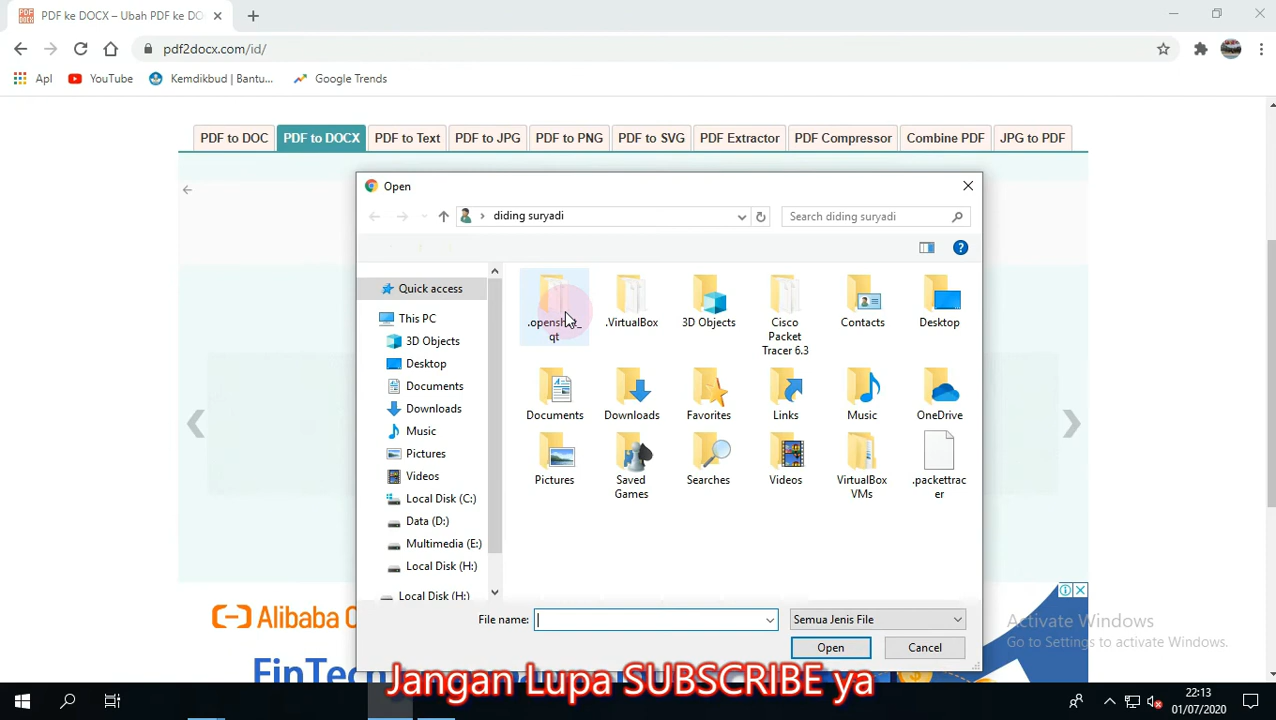 PDF ke DOCX – Ubah PDF ke DO
pdf2docx.com/id/
Apl
YouTube
Kemdikbud | Bantu...
Google Trends
PDF to DOC
PDF to DOCX
PDF to Text
PDF to JPG
PDF to PNG
PDF to SVG
PDF Extractor
PDF Compressor
Combine PDF
JPG to PDF
Open
diding suryadi
Search diding suryadi
Quick access
This PC
3D Objects
Desktop
Documents
Downloads
Music
Pictures
Videos
Local Disk (C:)
Data (D:)
Multimedia (E:)
Local Disk (H:)
Local Disk (H:)
qt
.VirtualBox
3D Objects
Cisco
Packet
Tracer 6.3
Contacts
Desktop
Documents
Downloads
Favorites
Links
Music
OneDrive
Pictures
Saved
Games
Searches
Videos
VirtualBox
VMs
.packettrac
er
File name:
Semua Jenis File
Open
Cancel
Alibaba
Activate Windows
Go to Settings to activate Windows.
Jangan Lupa SUBSCRIBE ya
22:13
01/07/2020